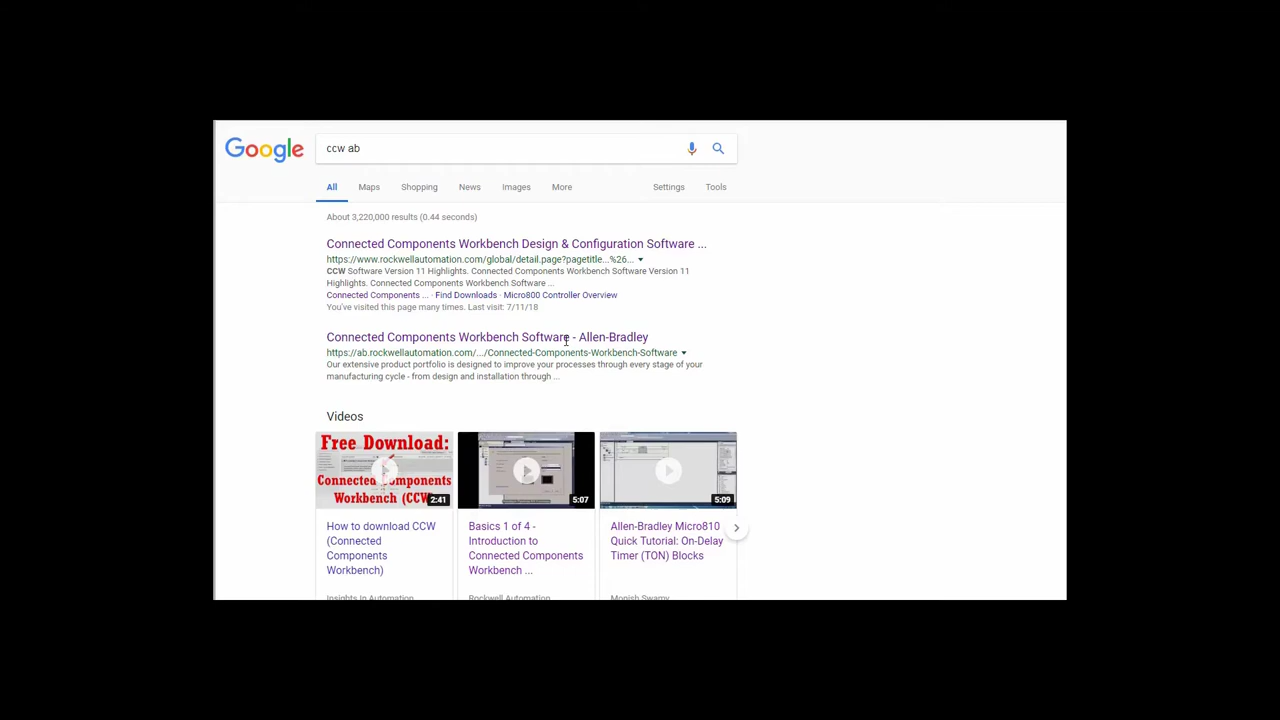 Google
ccw ab
All Maps Shopping News Images More Settings Tools
About 3,220,000 results (0.44 seconds)
Connected Components Workbench Design & Configuration Software ...
https://www.rockwellautomation.com/global/detail.page?pagetitle...%26...
CCW Software Version 11 Highlights. Connected Components Workbench Software Version 11
Highlights. Connected Components Workbench Software ...
Connected Components ... · Find Downloads · Micro800 Controller Overview
You've visited this page many times. Last visit: 7/11/18
Connected Components Workbench Software - Allen-Bradley
https://ab.rockwellautomation.com/.../Connected-Components-Workbench-Software
Our extensive product portfolio is designed to improve your processes through every stage of your
manufacturing cycle - from design and installation through ...
Videos
Free Download:
Connected Components
Workbench (CCW
2:41
5:07
5:09
How to download CCW
(Connected
Components
Workbench)
Insights In Automation
Basics 1 of 4 -
Introduction to
Connected Components
Workbench ...
Rockwell Automation
Allen-Bradley Micro810
Quick Tutorial: On-Delay
Timer (TON) Blocks
Monish Swamy